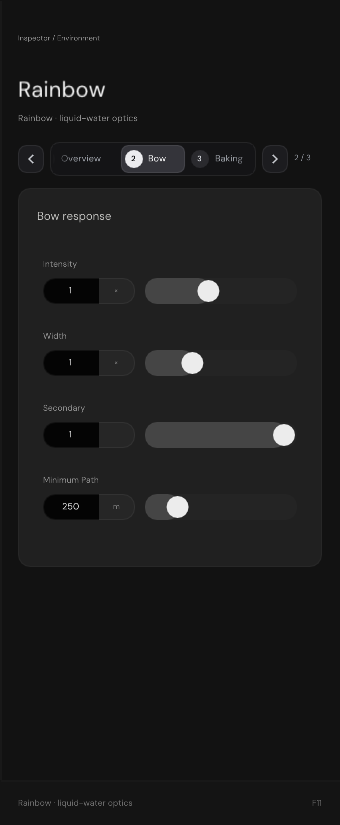 Inspector / Environment
Rainbow
Rainbow · liquid-water optics
Overview
2 Bow
3 Baking
2 / 3
Bow response
Intensity
1 ×
Width
1 ×
Secondary
1
Minimum Path
250 m
Rainbow · liquid-water optics
F11